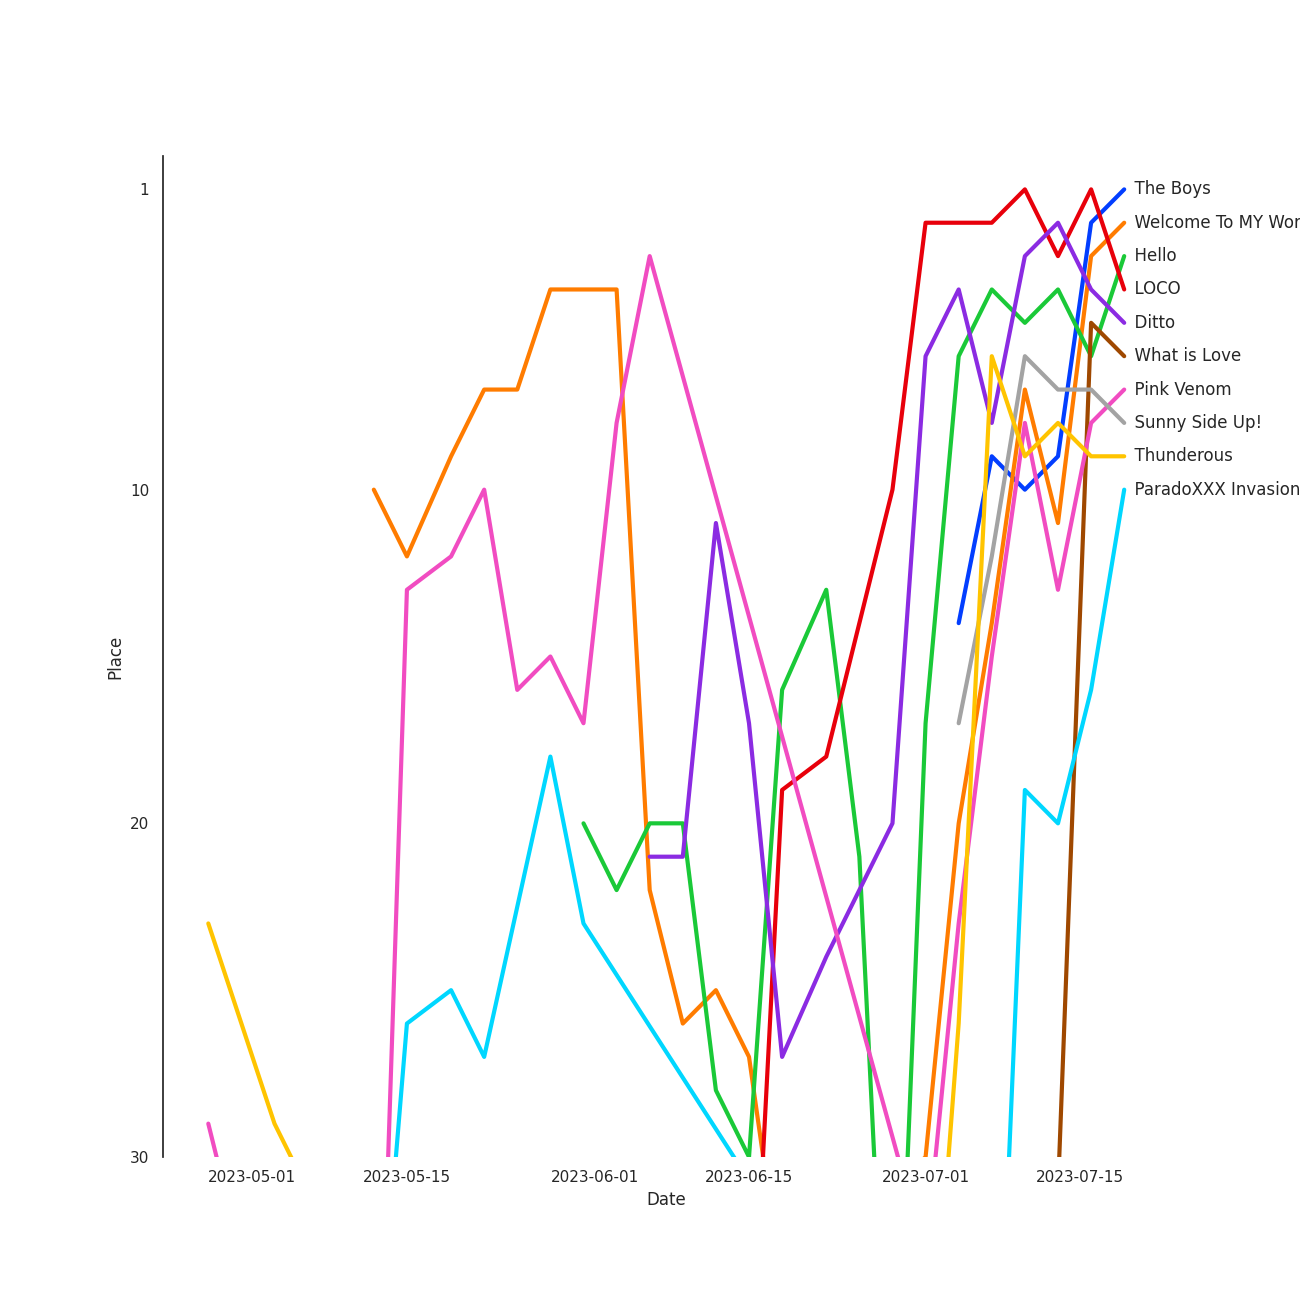 1
The Boys
Welcome To MY Wor
Hello
LOCO
Ditto
What is Love
Pink Venom
Sunny Side Up!
Thunderous
10
ParadoXXX Invasion
Place
20
30
2023-05-01
2023-05-15
2023-06-01
2023-06-15
2023-07-01
2023-07-15
Date